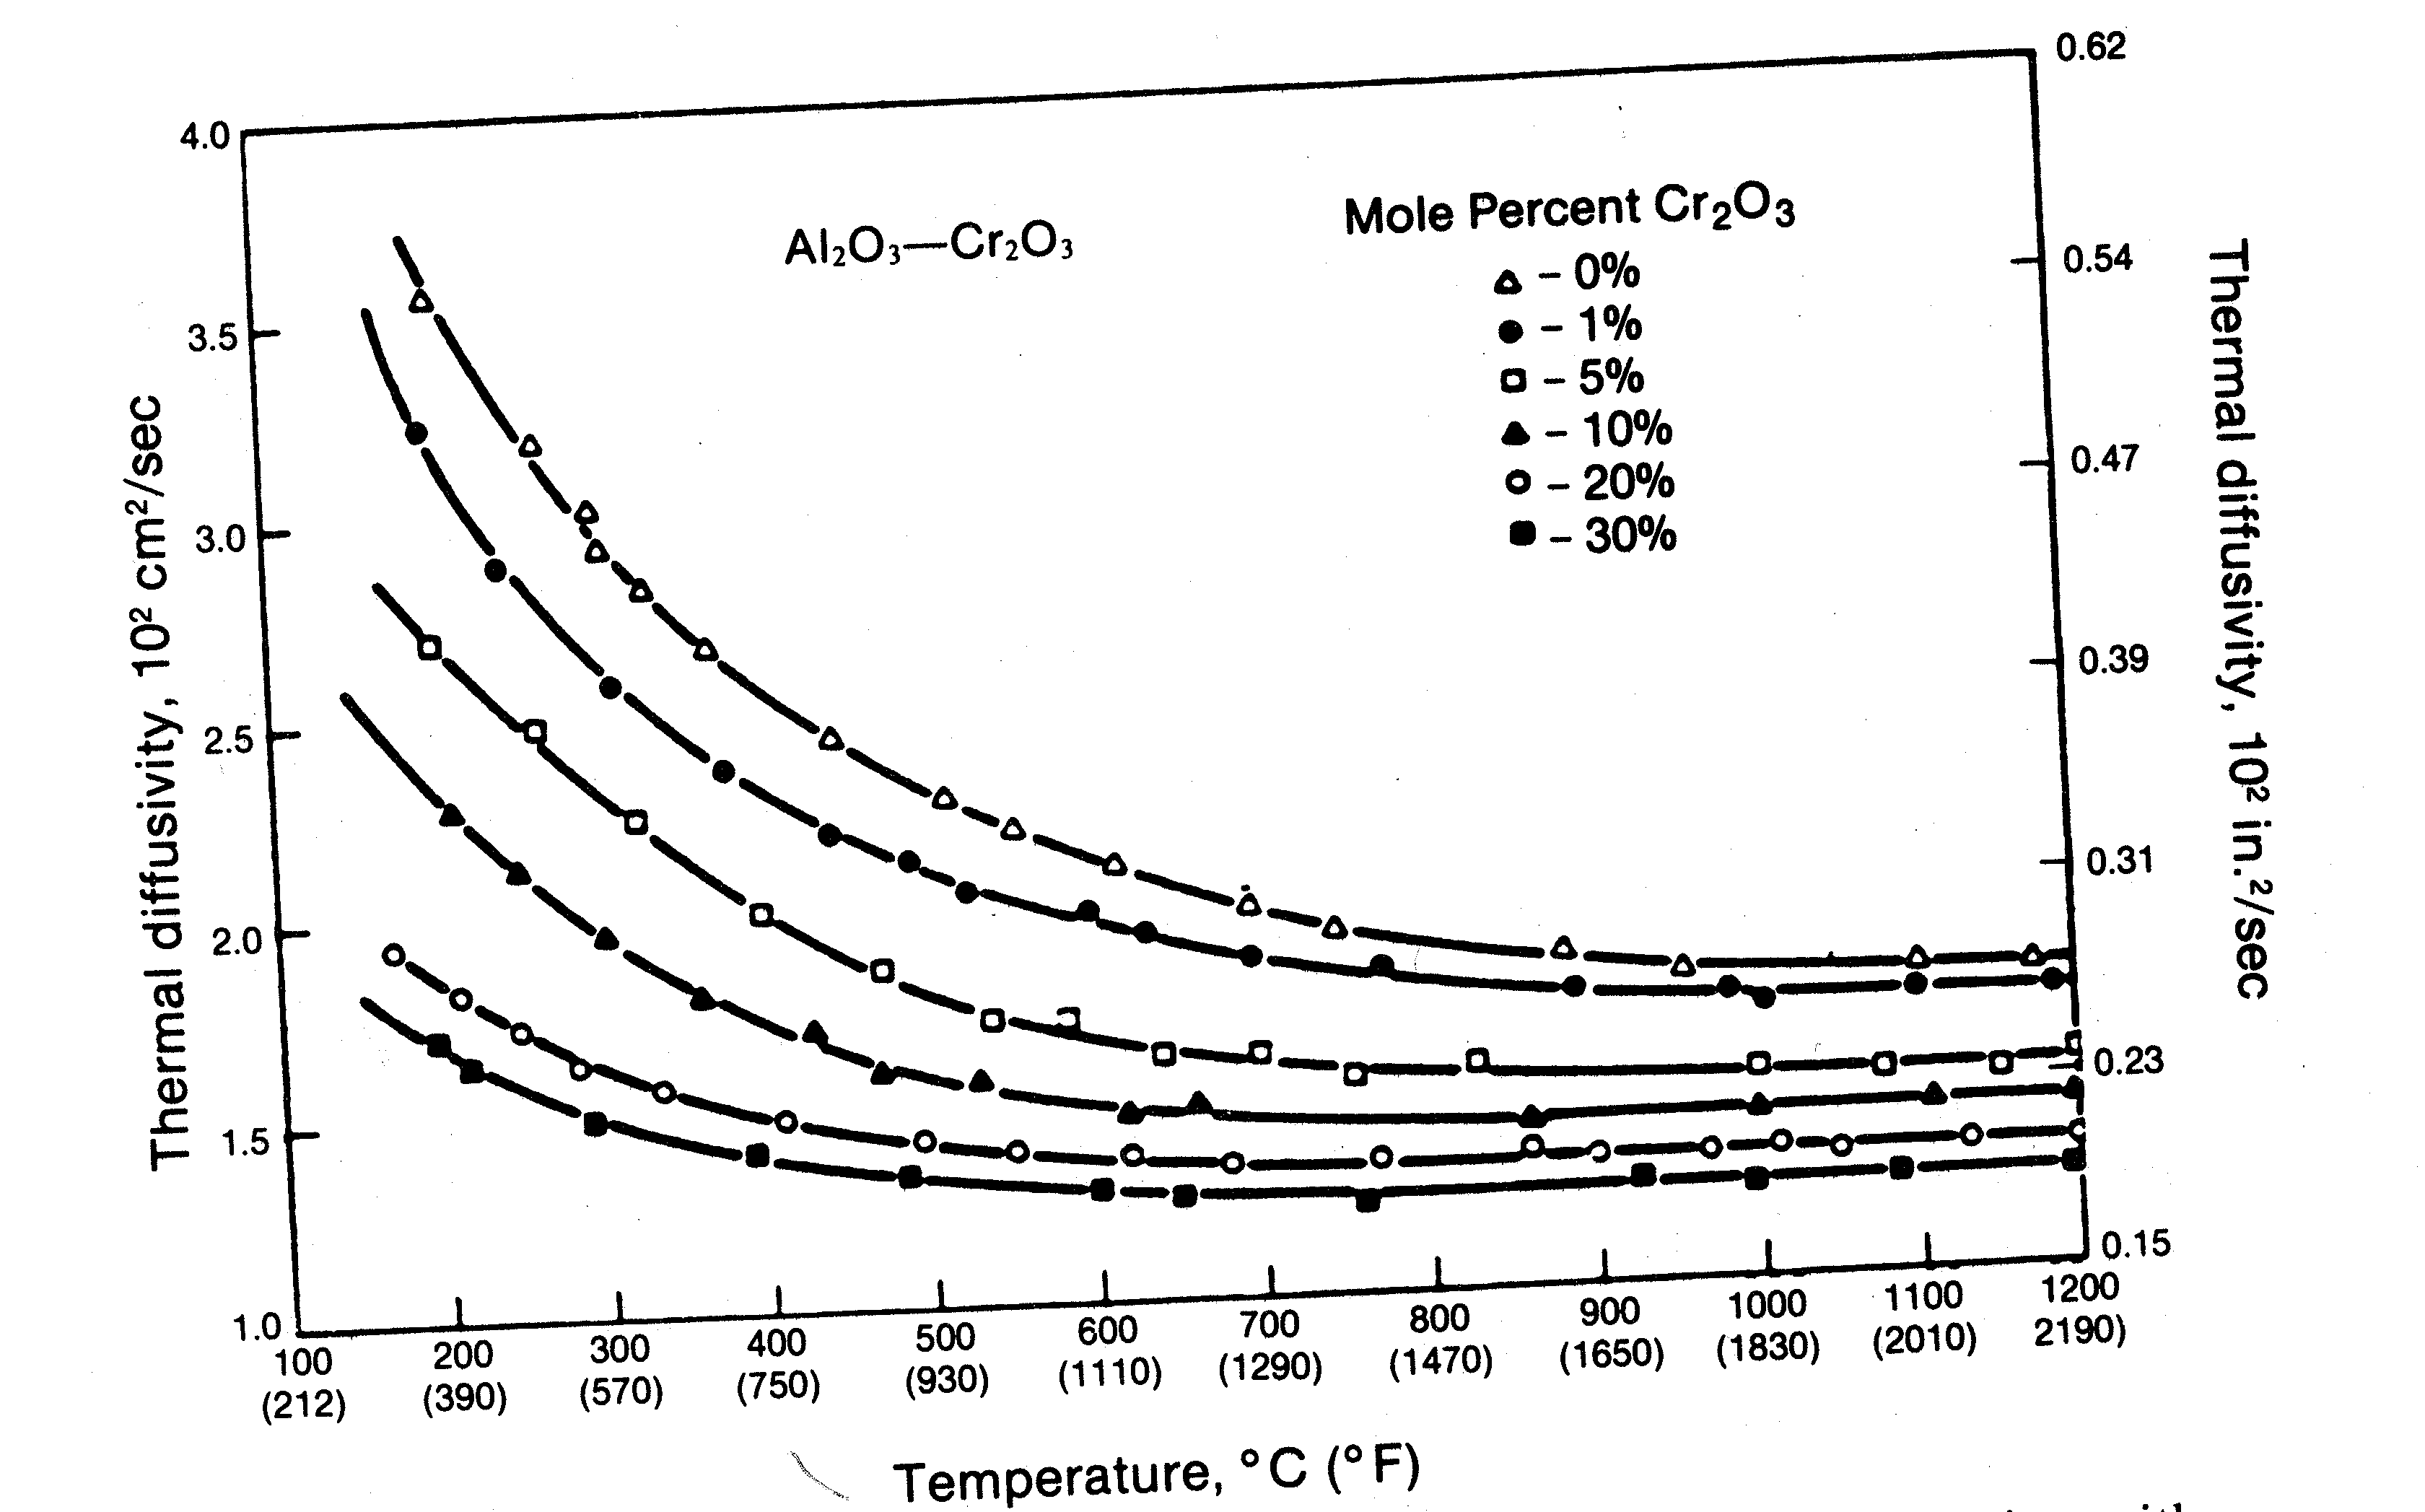 Al₂O₃—Cr₂O₃
Mole Percent Cr₂O₃
△ – 0%
● – 1%
□ – 5%
▲ – 10%
○ – 20%
■ – 30%
Thermal diffusivity, 10² cm²/sec
4.0
3.5
3.0
2.5
2.0
1.5
1.0
Thermal diffusivity, 10² in.²/sec
0.62
0.54
0.47
0.39
0.31
0.23
0.15
100 200 300 400 500 600 700 800 900 1000 1100 1200
(212) (390) (570) (750) (930) (1110) (1290) (1470) (1650) (1830) (2010) 2190)
Temperature, °C (°F)